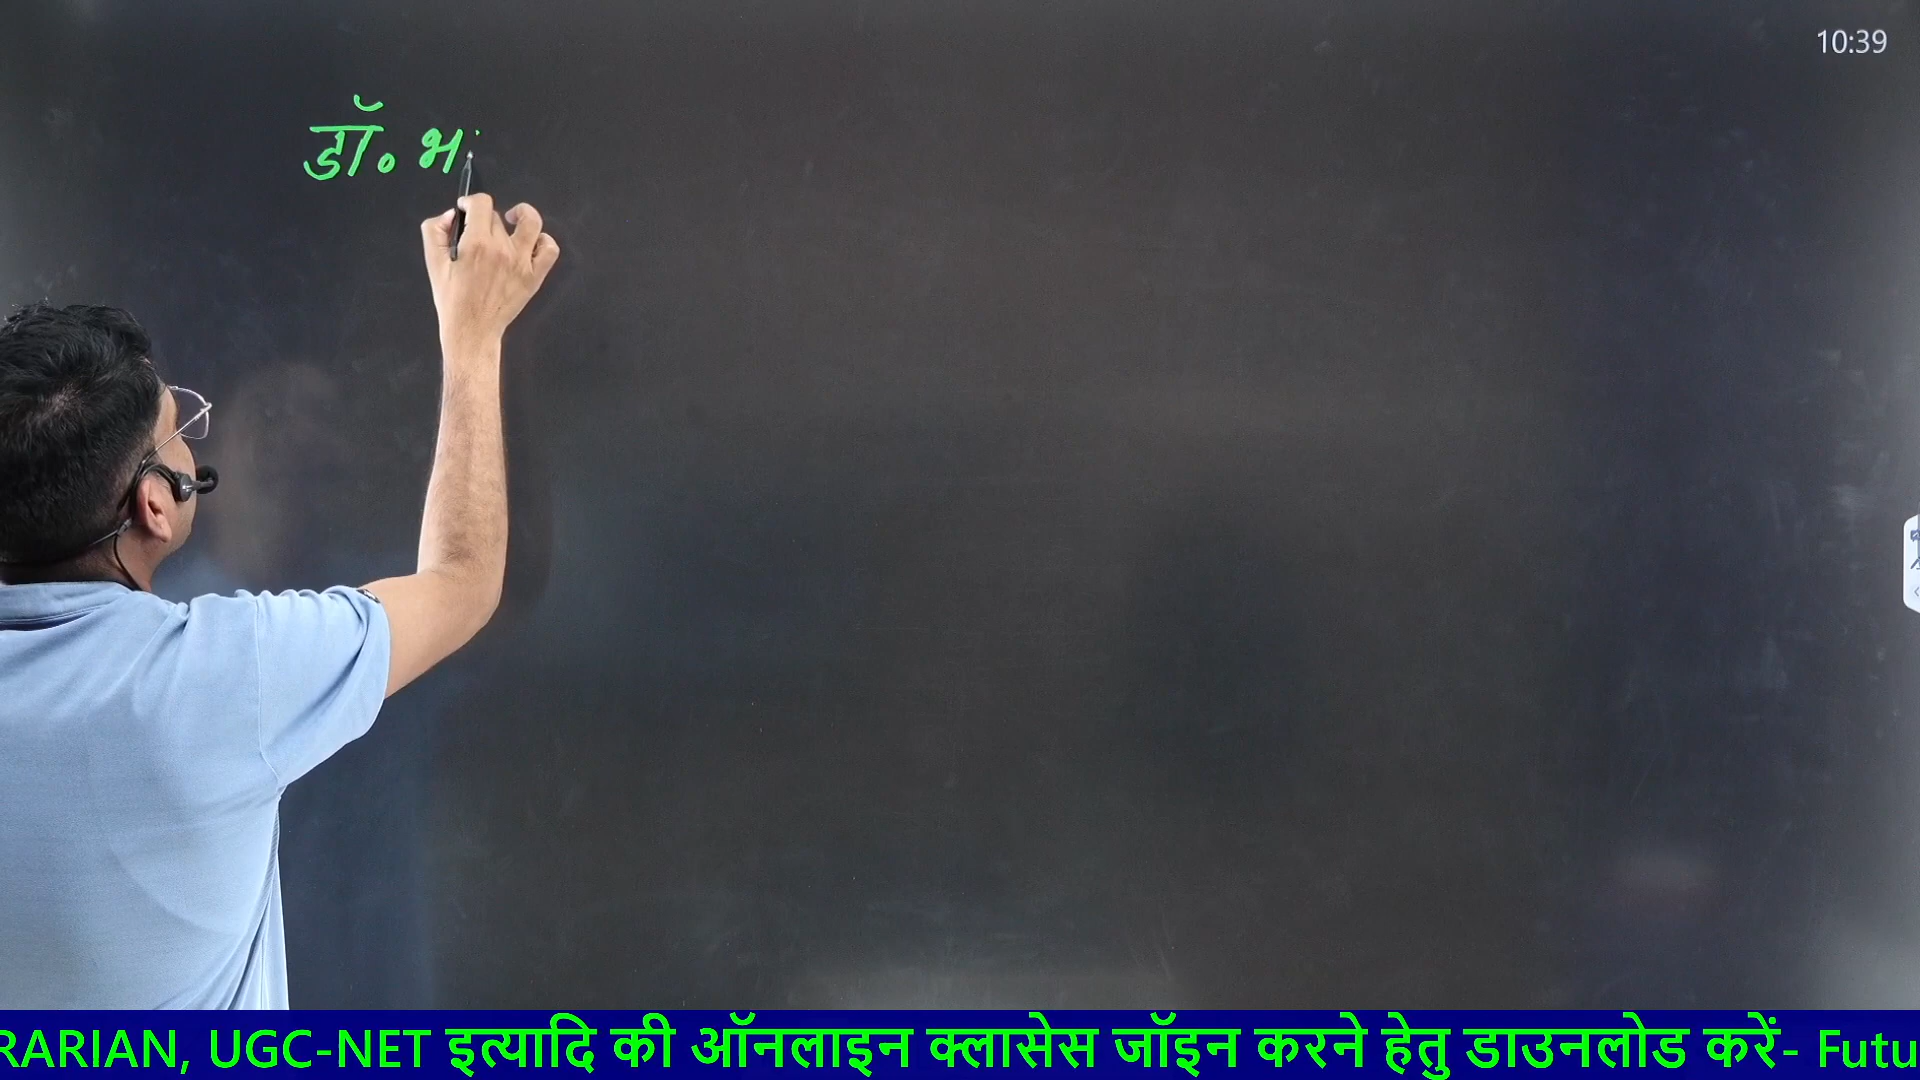 10:39
डॉ० भ
RARIAN, UGC-NET इत्यादि की ऑनलाइन क्लासेस जॉइन करने हेतु डाउनलोड करें- Futu